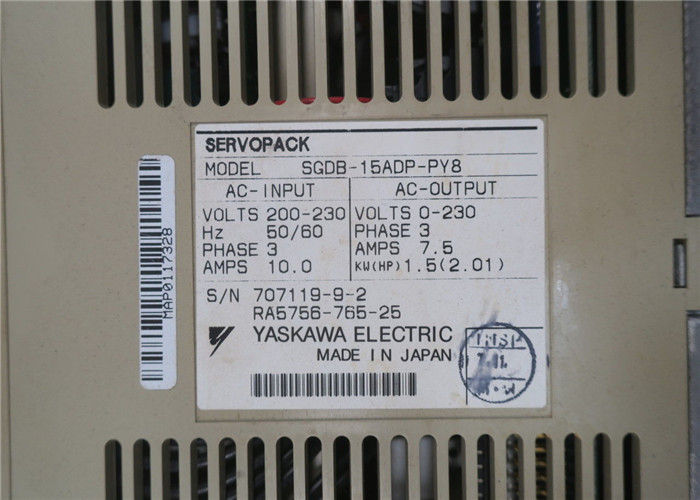 SERVOPACK
MODEL SGDB-15ADP-PY8
AC-INPUT AC-OUTPUT
VOLTS 200-230 VOLTS 0-230
Hz 50/60 PHASE 3
PHASE 3 AMPS 7.5
AMPS 10.0 KW(HP) 1.5(2.01)
S/N 707119-9-2
RA5756-765-25
YASKAWA ELECTRIC
MADE IN JAPAN
INSP
MAP0117328